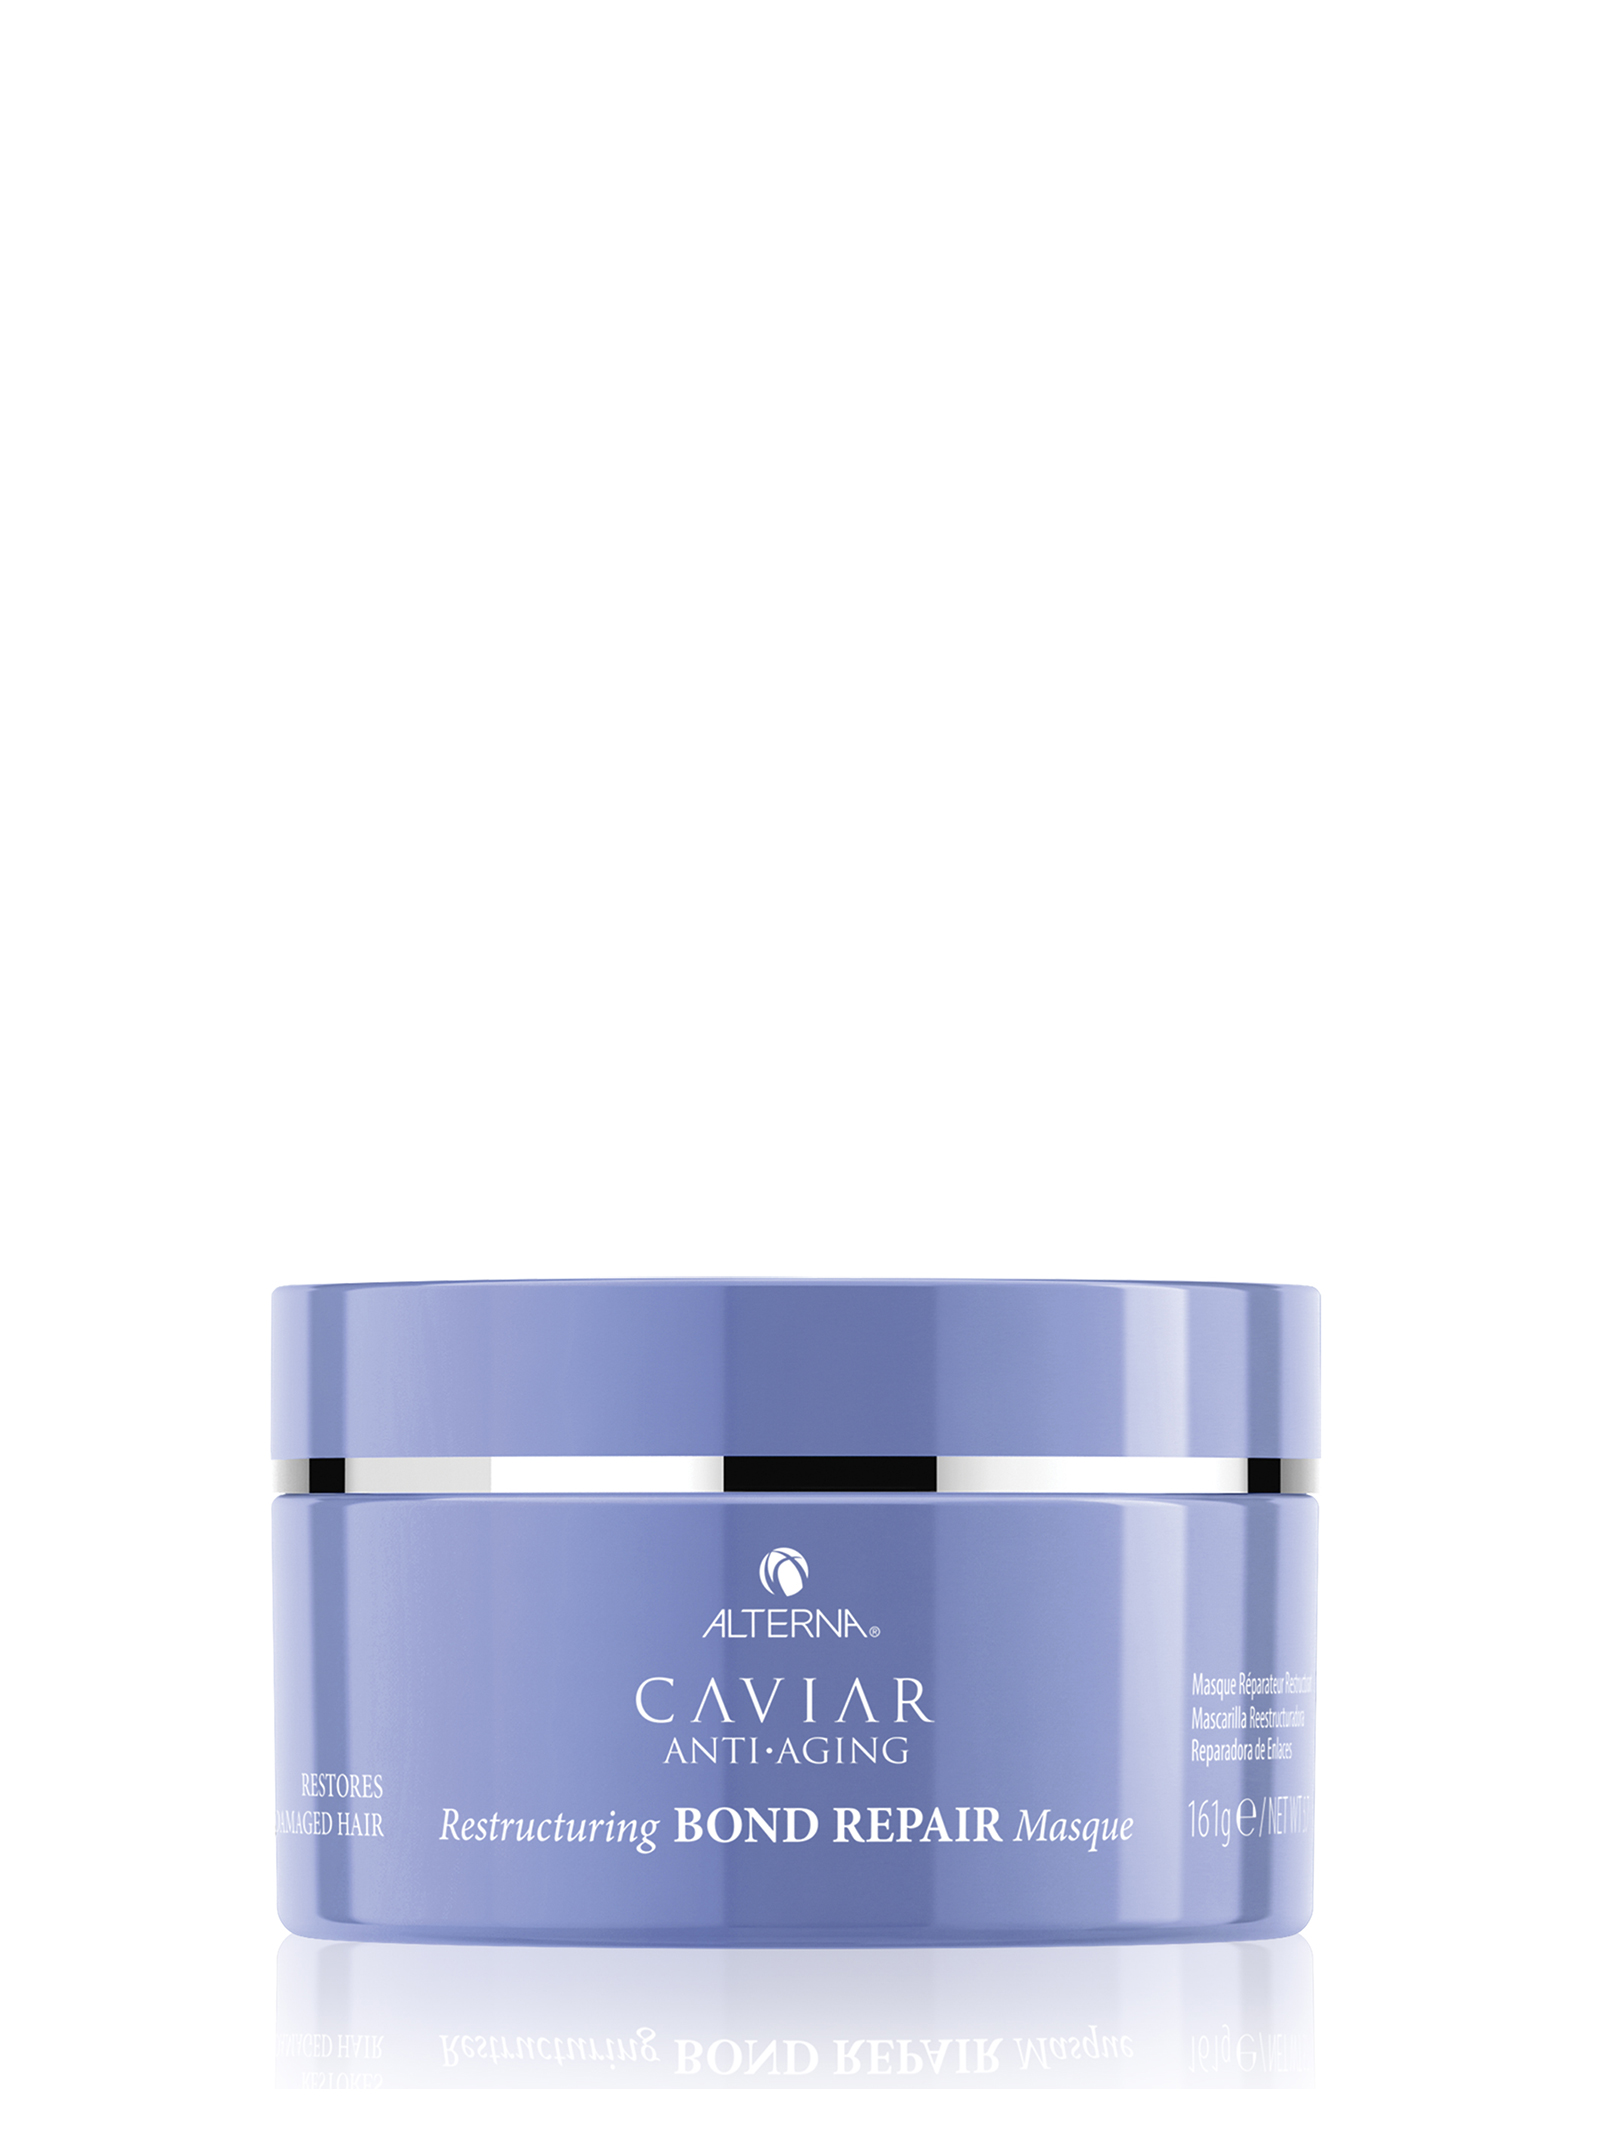 ALTERNA®
CAVIAR
ANTI•AGING
Restructuring BOND REPAIR Masque
RESTORES
DAMAGED HAIR
Masque Réparateur
Mascarilla Reestructuradora
Reparadora de Enlaces
161g ℮ / NET WT